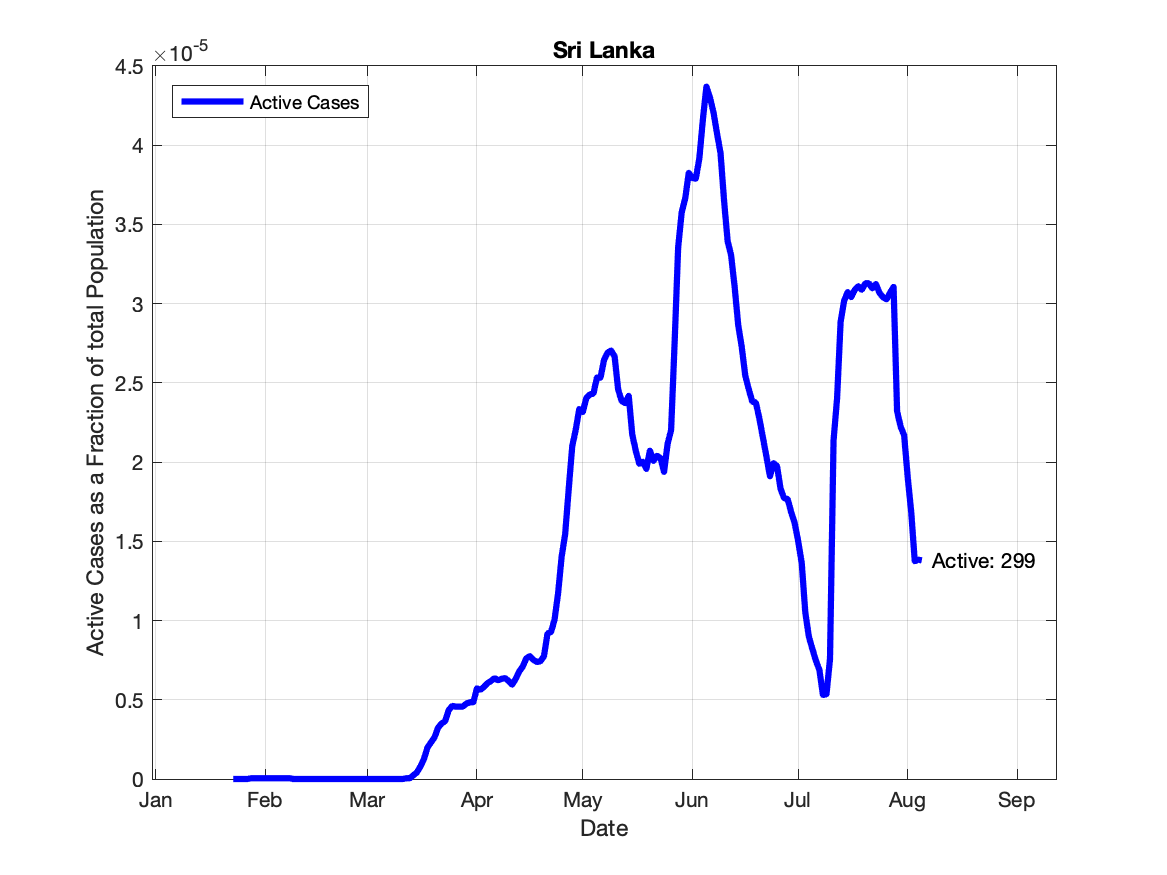 Sri Lanka
×10-5
4.5
4
3.5
3
2.5
2
1.5
1
0.5
0
Active Cases as a Fraction of total Population
Active Cases
Active: 299
Jan Feb Mar Apr May Jun Jul Aug Sep
Date